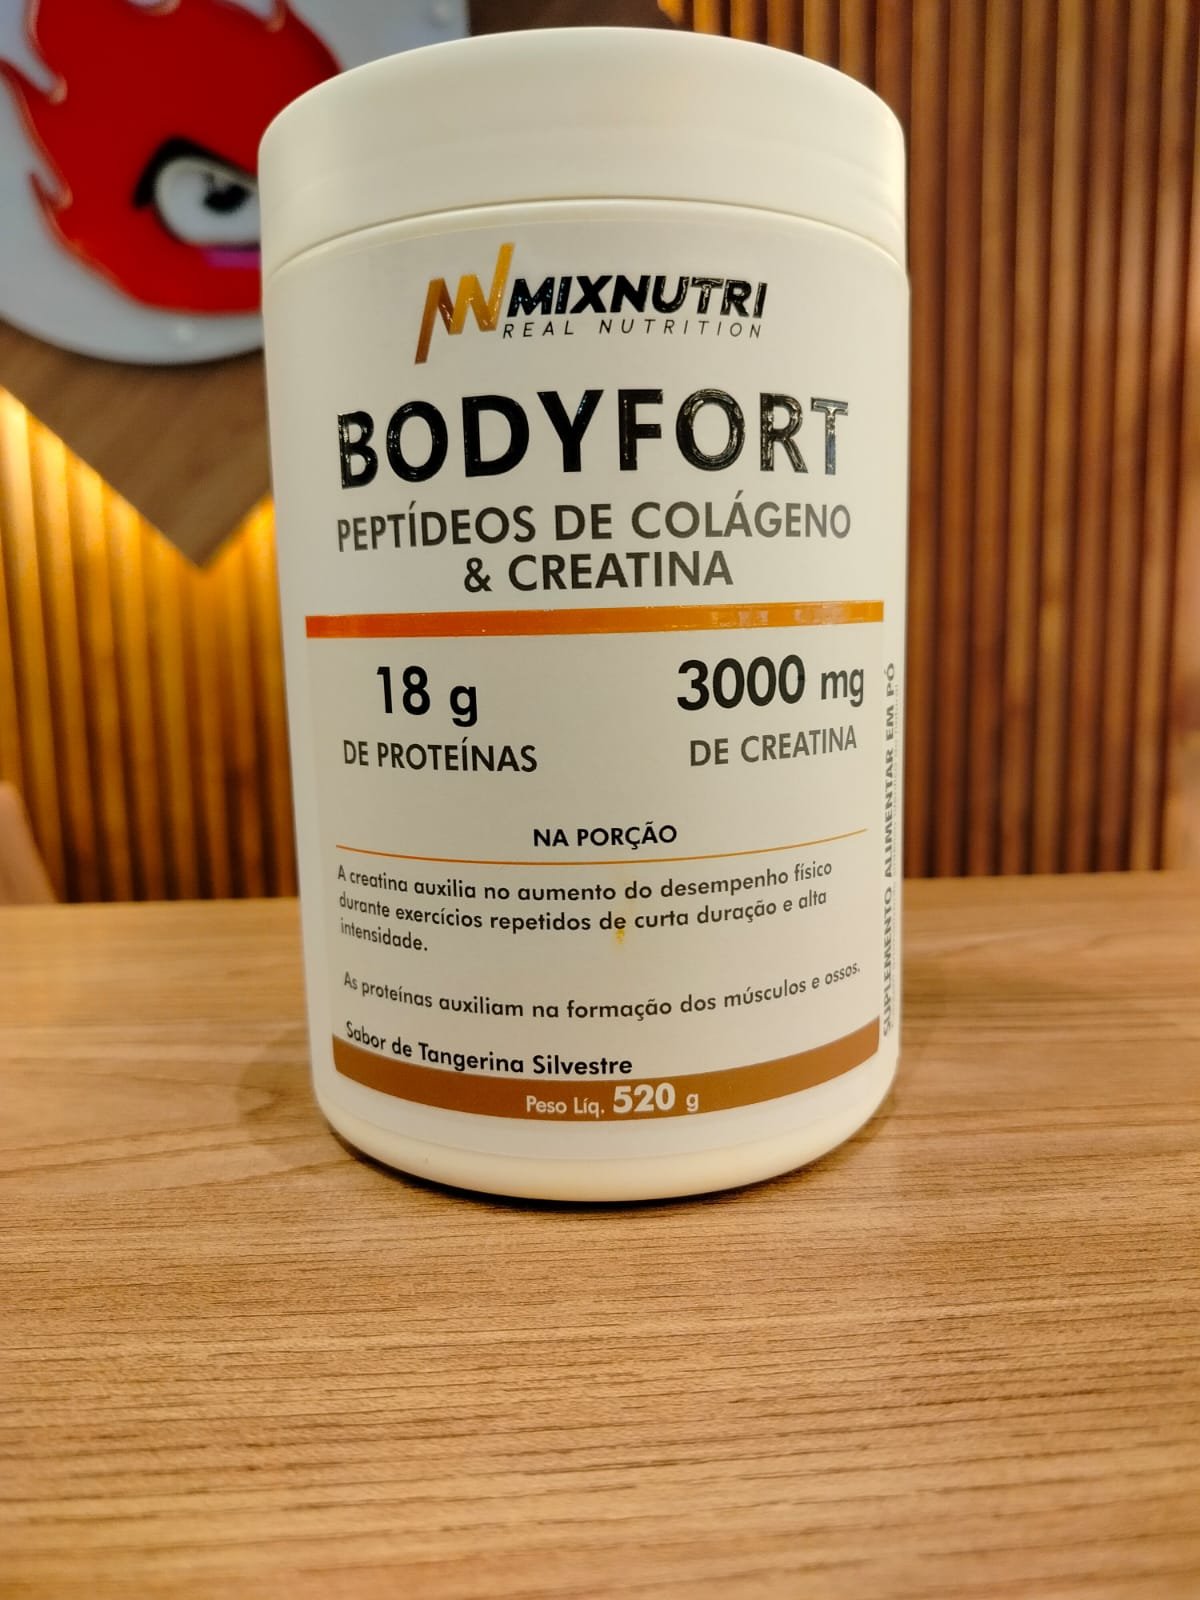 MIXNUTRI
REAL NUTRITION
BODYFORT
PEPTÍDEOS DE COLÁGENO
& CREATINA
18 g
DE PROTEÍNAS
3000 mg
DE CREATINA
NA PORÇÃO
A creatina auxilia no aumento do desempenho físico
durante exercícios repetidos de curta duração e alta
intensidade.
As proteínas auxiliam na formação dos músculos e ossos.
Sabor de Tangerina Silvestre
Peso Líq. 520 g
SUPLEMENTO ALIMENTAR EM PÓ